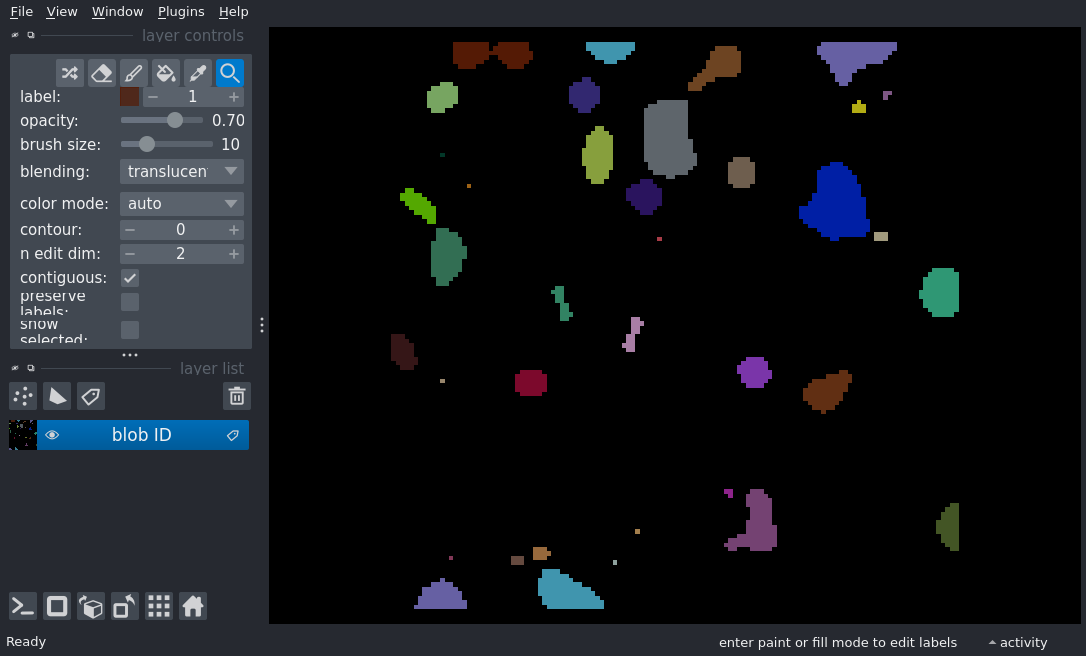 File View Window Plugins Help
layer controls
label: 1
opacity: 0.70
brush size: 10
blending: translucen
color mode: auto
contour: 0
n edit dim: 2
contiguous:
preserve
labels:
show
selected:
layer list
blob ID
Ready
enter paint or fill mode to edit labels
activity